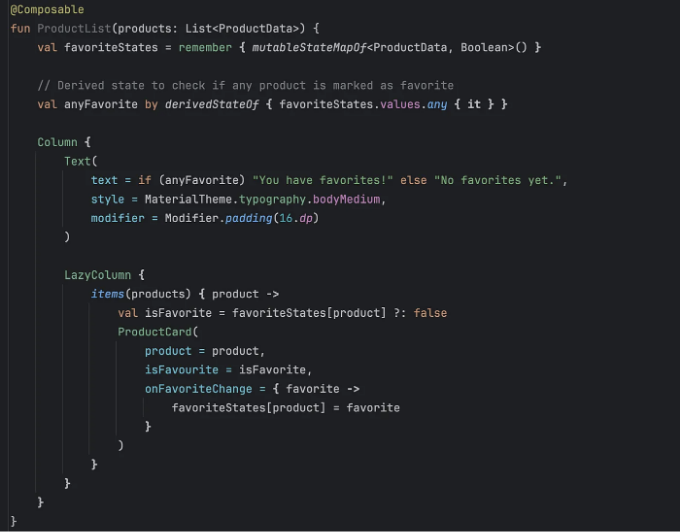 @Composable
fun ProductList(products: List<ProductData>) {
    val favoriteStates = remember { mutableStateMapOf<ProductData, Boolean>() }

    // Derived state to check if any product is marked as favorite
    val anyFavorite by derivedStateOf { favoriteStates.values.any { it } }

    Column {
        Text(
            text = if (anyFavorite) "You have favorites!" else "No favorites yet.",
            style = MaterialTheme.typography.bodyMedium,
            modifier = Modifier.padding(16.dp)
        )

        LazyColumn {
            items(products) { product ->
                val isFavorite = favoriteStates[product] ?: false
                ProductCard(
                    product = product,
                    isFavourite = isFavorite,
                    onFavoriteChange = { favorite ->
                        favoriteStates[product] = favorite
                    }
                )
            }
        }
    }
}